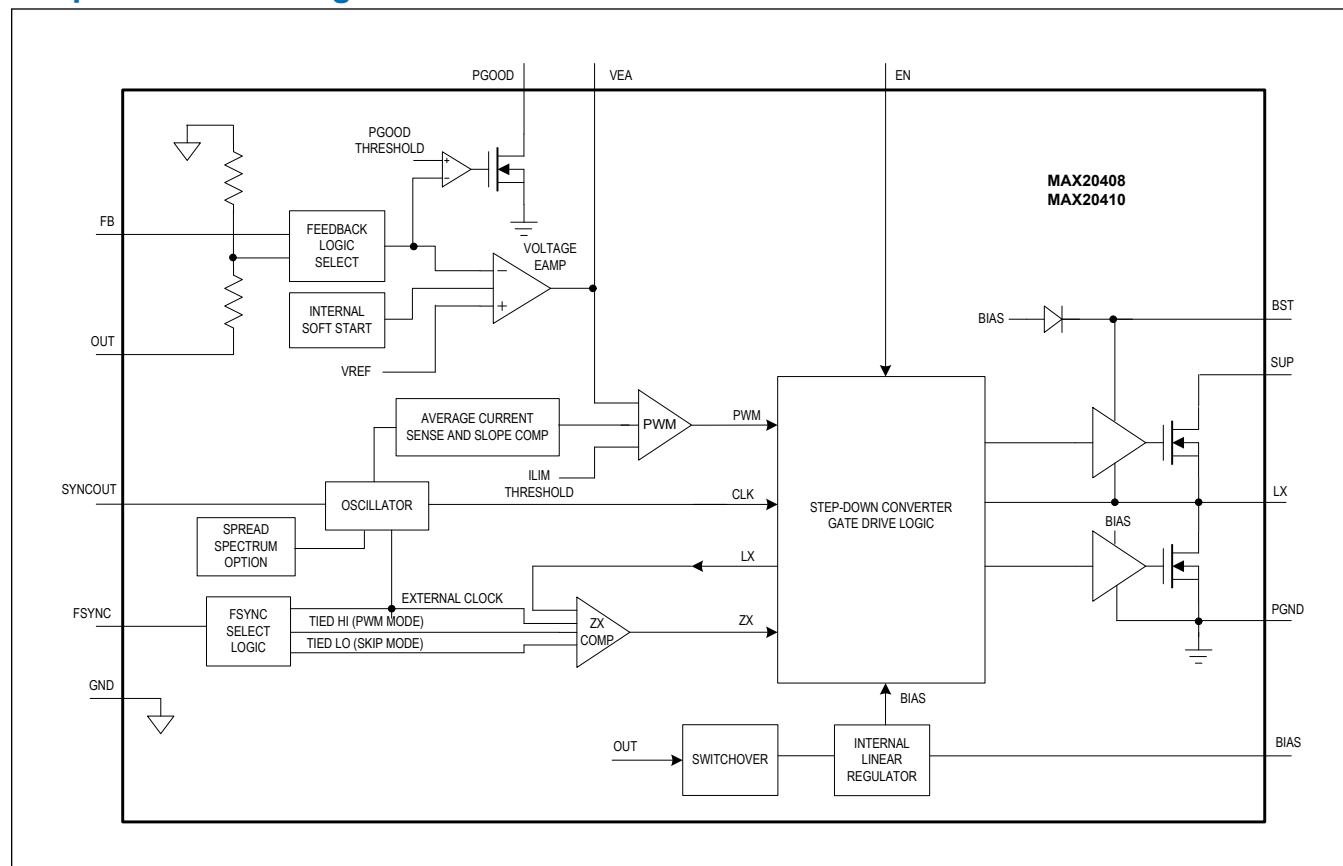 PGOOD
VEA
EN
PGOOD
THRESHOLD
MAX20408
MAX20410
FB
FEEDBACK
LOGIC
SELECT
VOLTAGE
EAMP
INTERNAL
SOFT START
OUT
VREF
BIAS
BST
SUP
AVERAGE CURRENT
SENSE AND SLOPE COMP
PWM
PWM
ILIM
THRESHOLD
SYNCOUT
OSCILLATOR
CLK
STEP-DOWN CONVERTER
GATE DRIVE LOGIC
LX
SPREAD
SPECTRUM
OPTION
LX
BIAS
FSYNC
FSYNC
SELECT
LOGIC
EXTERNAL CLOCK
TIED HI (PWM MODE)
TIED LO (SKIP MODE)
ZX
COMP
ZX
PGND
GND
BIAS
OUT
SWITCHOVER
INTERNAL
LINEAR
REGULATOR
BIAS